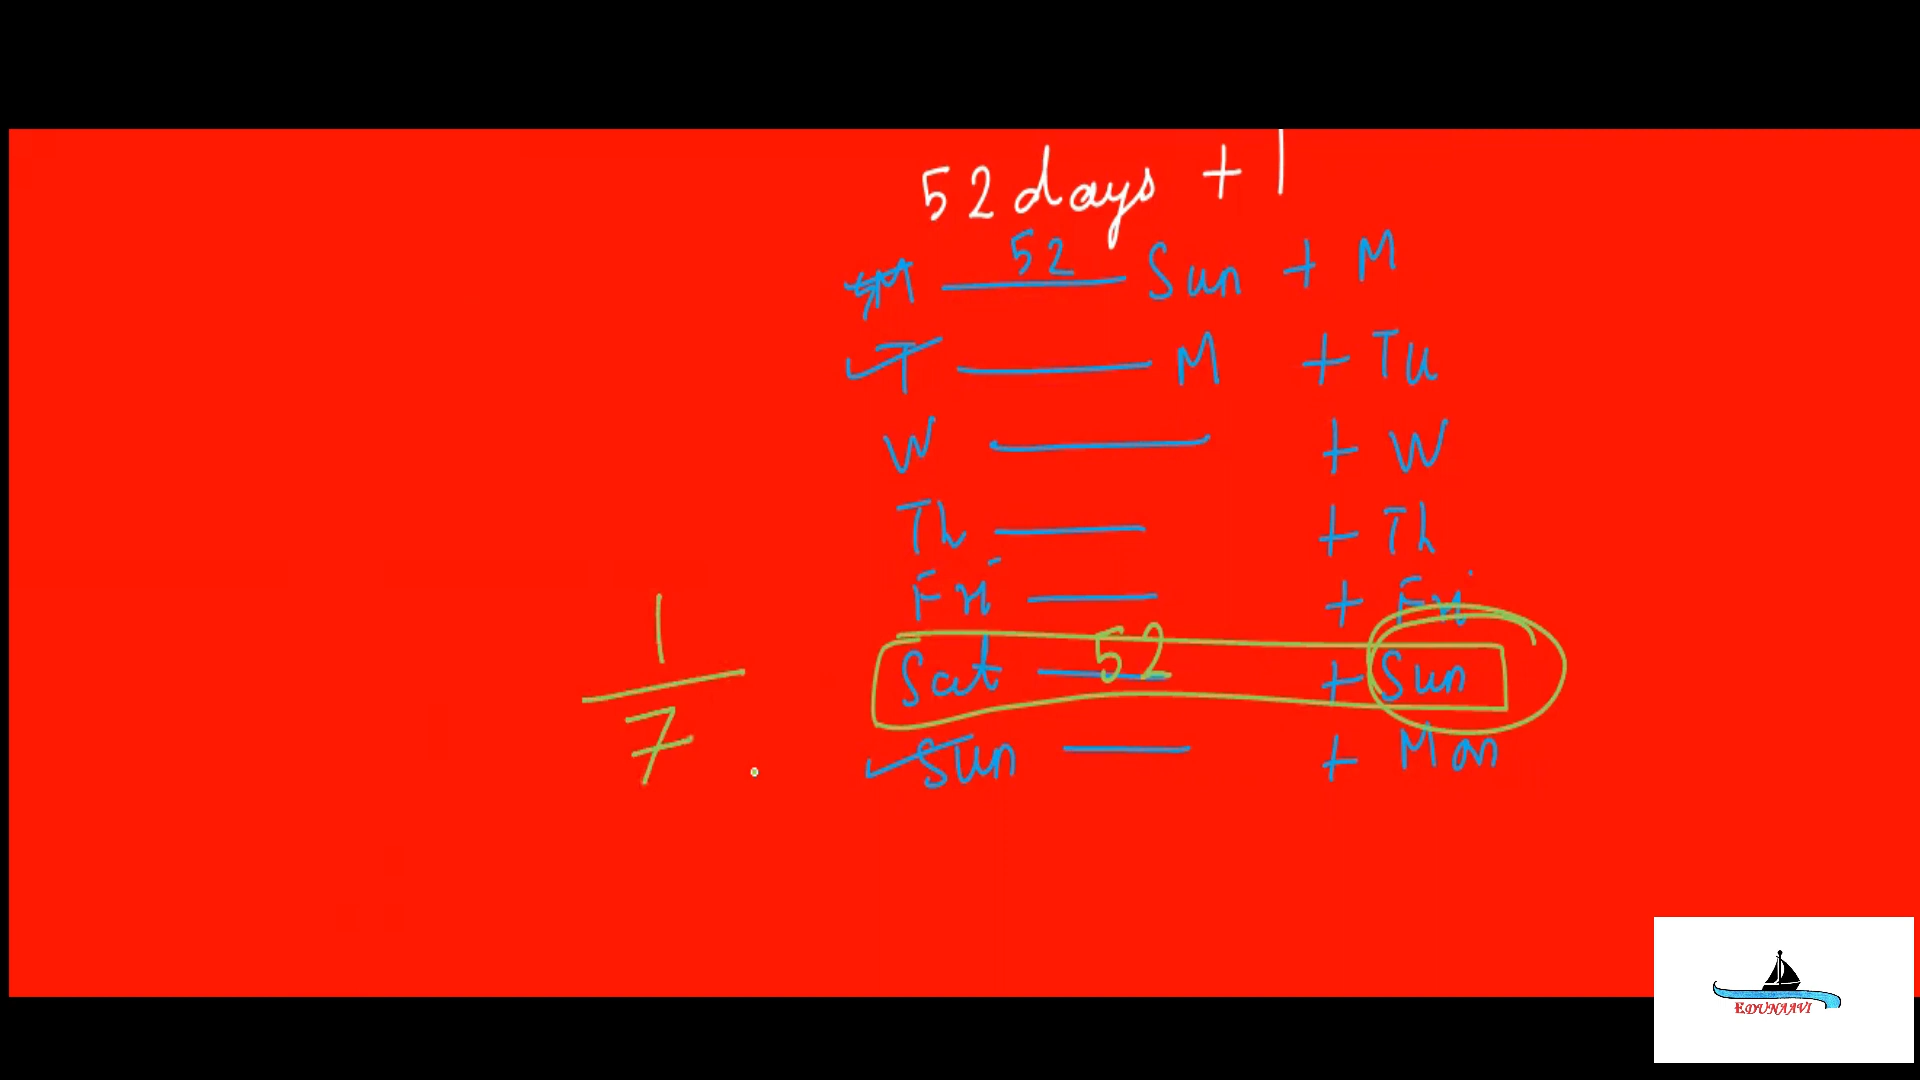 52 days + 1
M 52 Sun + M
T M + Tu
W + W
Th + Th
Fri + Fri
1
Sat 52 + Sun
7
Sun + Mon
EDUNAAVI